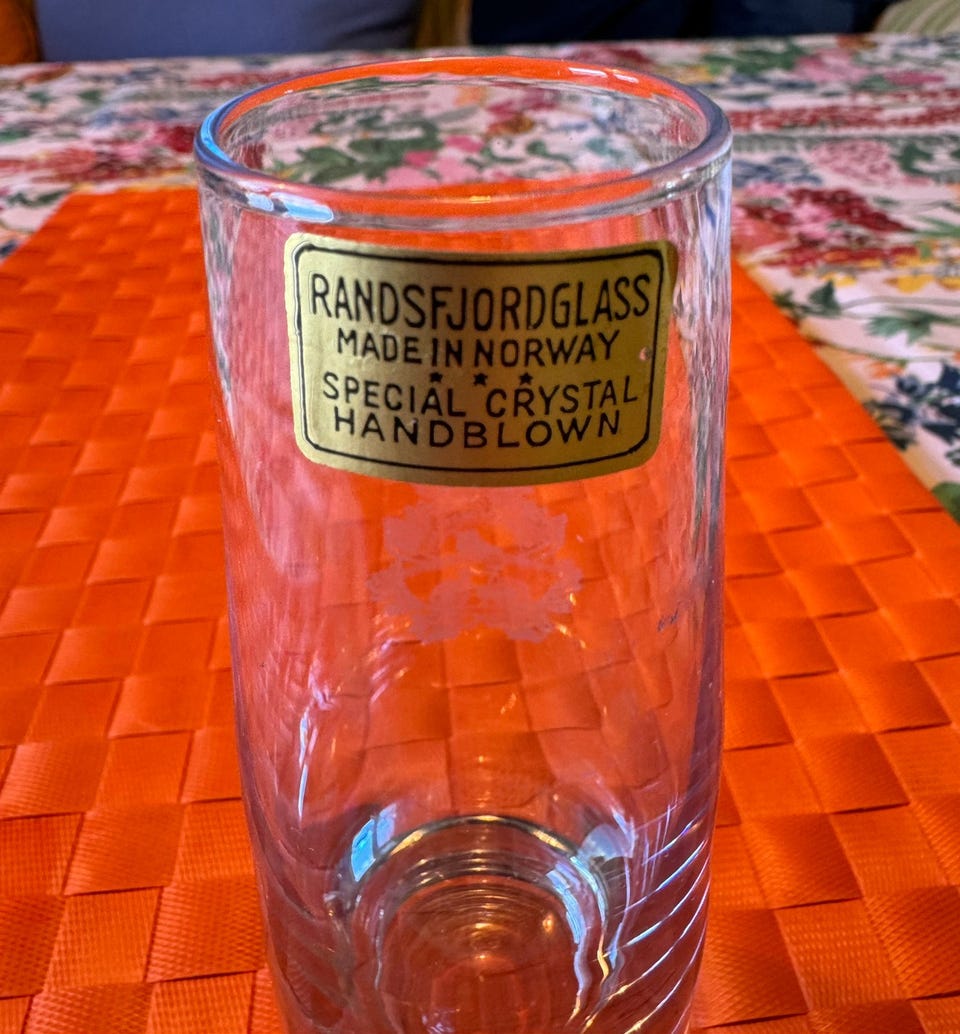 RANDSFJORDGLASS
MADE IN NORWAY
★ ★ ★
SPECIAL CRYSTAL
HANDBLOWN